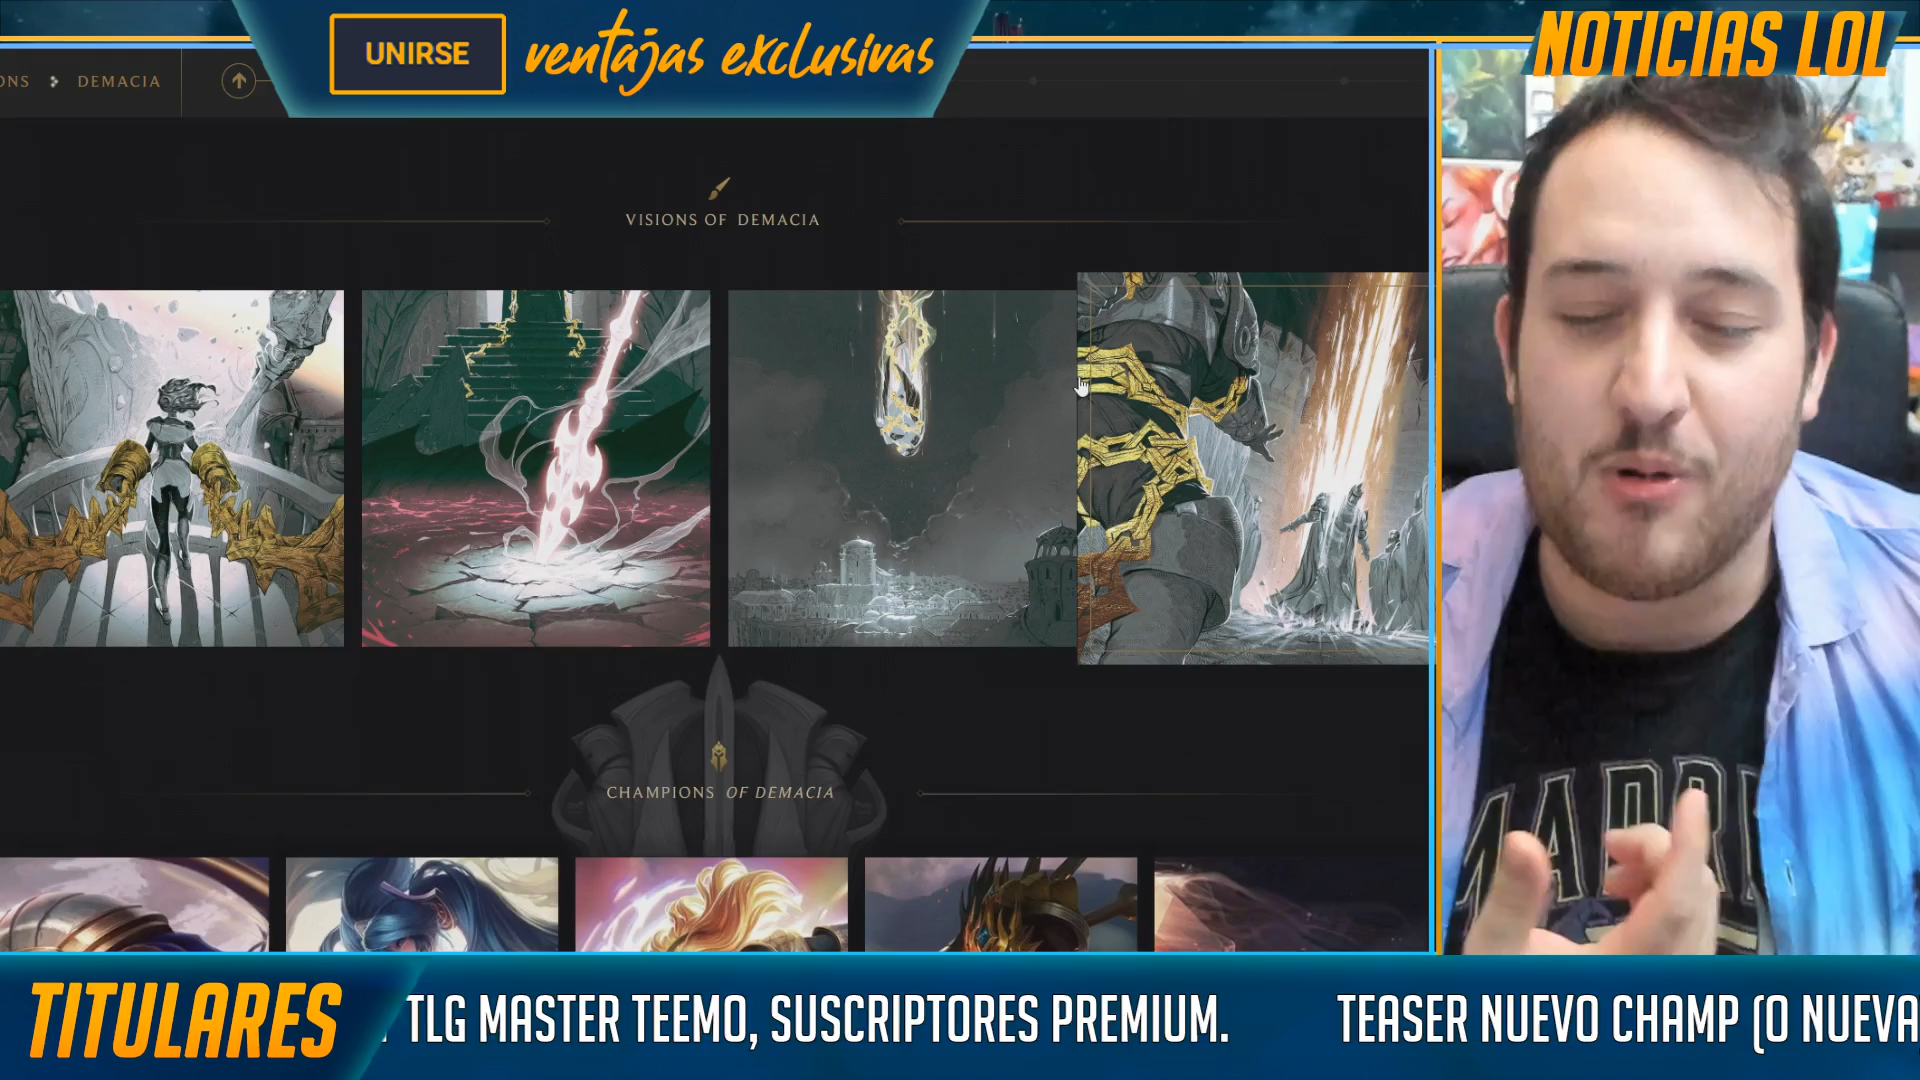 UNIRSE
ventajas exclusivas
NOTICIAS LOL
ONS
DEMACIA
VISIONS OF DEMACIA
CHAMPIONS OF DEMACIA
TITULARES
TLG MASTER TEEMO, SUSCRIPTORES PREMIUM.
TEASER NUEVO CHAMP (O NUEVA